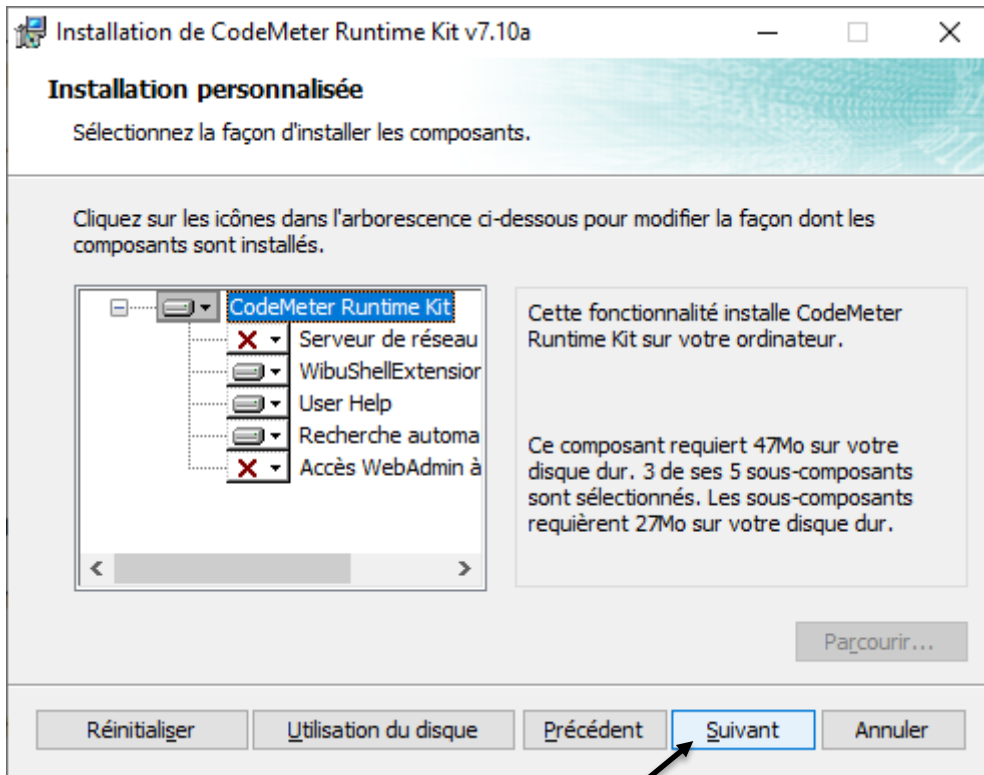 Installation de CodeMeter Runtime Kit v7.10a
Installation personnalisée
Sélectionnez la façon d'installer les composants.
Cliquez sur les icônes dans l'arborescence ci-dessous pour modifier la façon dont les
composants sont installés.
CodeMeter Runtime Kit
Serveur de réseau
WibuShellExtension
User Help
Recherche automa
Accès WebAdmin à
Cette fonctionnalité installe CodeMeter
Runtime Kit sur votre ordinateur.
Ce composant requiert 47Mo sur votre
disque dur. 3 de ses 5 sous-composants
sont sélectionnés. Les sous-composants
requièrent 27Mo sur votre disque dur.
Parcourir...
Réinitialiser
Utilisation du disque
Précédent
Suivant
Annuler